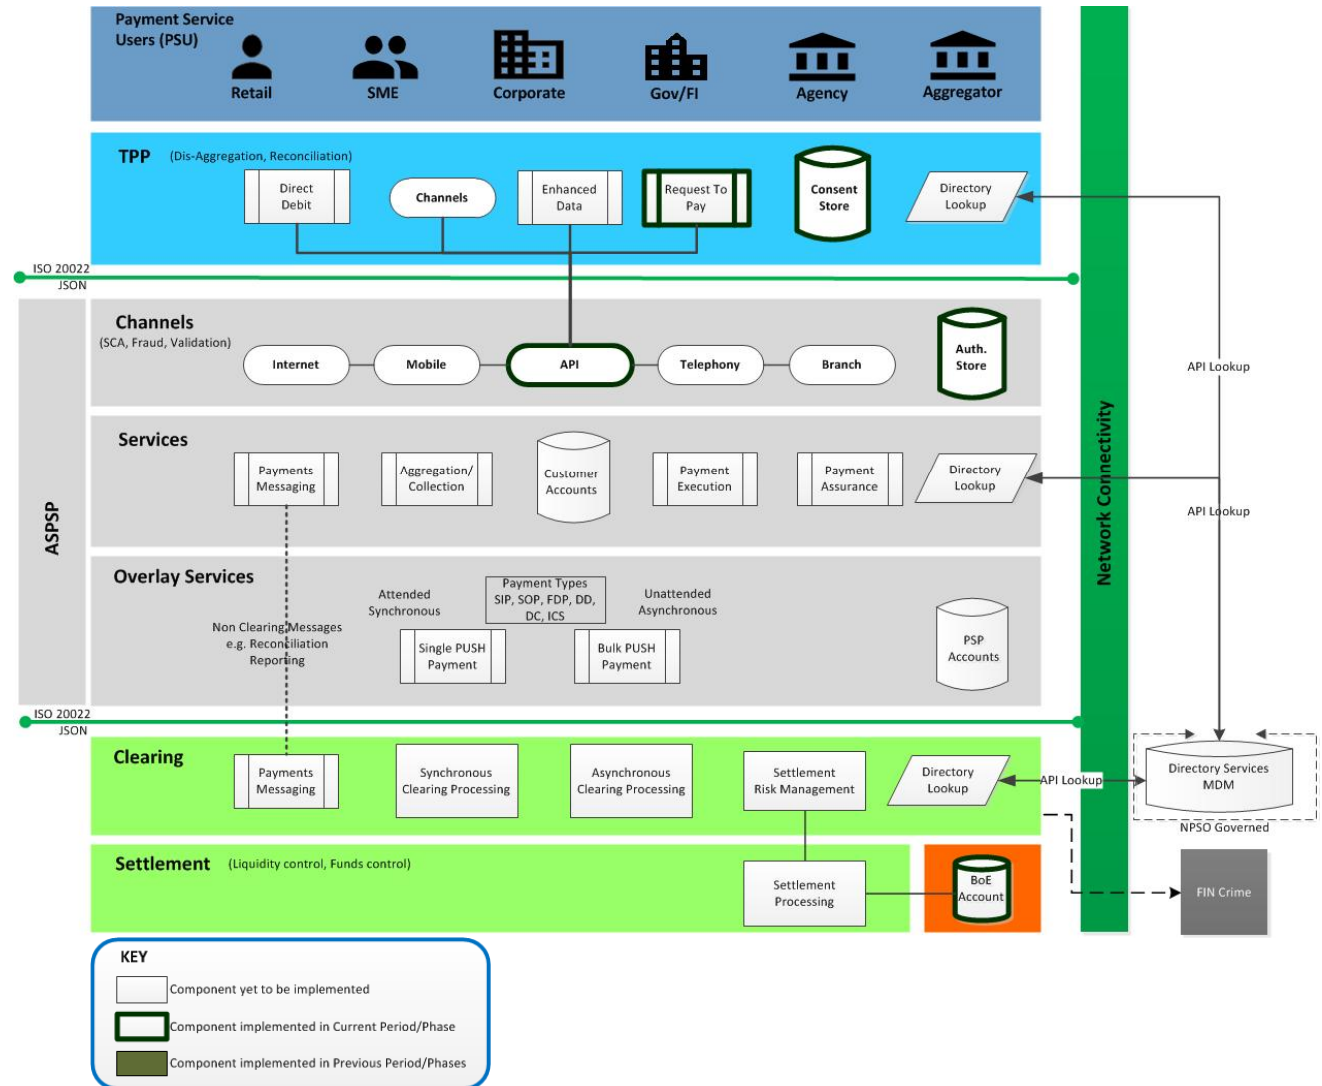 Payment Service
Users (PSU)
Retail
SME
Corporate
Gov/FI
Agency
Aggregator
TPP
(Dis-Aggregation, Reconciliation)
Direct
Debit
Channels
Enhanced
Data
Request To
Pay
Consent
Store
Directory
Lookup
ISO 20022
JSON
Channels
(SCA, Fraud, Validation)
Internet
Mobile
API
Telephony
Branch
Auth.
Store
API Lookup
ASPSP
Services
Payments
Messaging
Aggregation/
Collection
Customer
Accounts
Payment
Execution
Payment
Assurance
Directory
Lookup
API Lookup
Network Connectivity
Overlay Services
Attended
Synchronous
Payment Types
SIP, SOP, FDP, DD,
DC, ICS
Unattended
Asynchronous
Non Clearing Messages
e.g. Reconciliation
Reporting
Single PUSH
Payment
Bulk PUSH
Payment
PSP
Accounts
ISO 20022
JSON
Clearing
Payments
Messaging
Synchronous
Clearing Processing
Asynchronous
Clearing Processing
Settlement
Risk Management
Directory
Lookup
API Lookup
Directory Services
MDM
NPSO Governed
Settlement
(Liquidity control, Funds control)
Settlement
Processing
BoE
Account
FIN Crime
KEY
Component yet to be implemented
Component implemented in Current Period/Phase
Component implemented in Previous Period/Phases